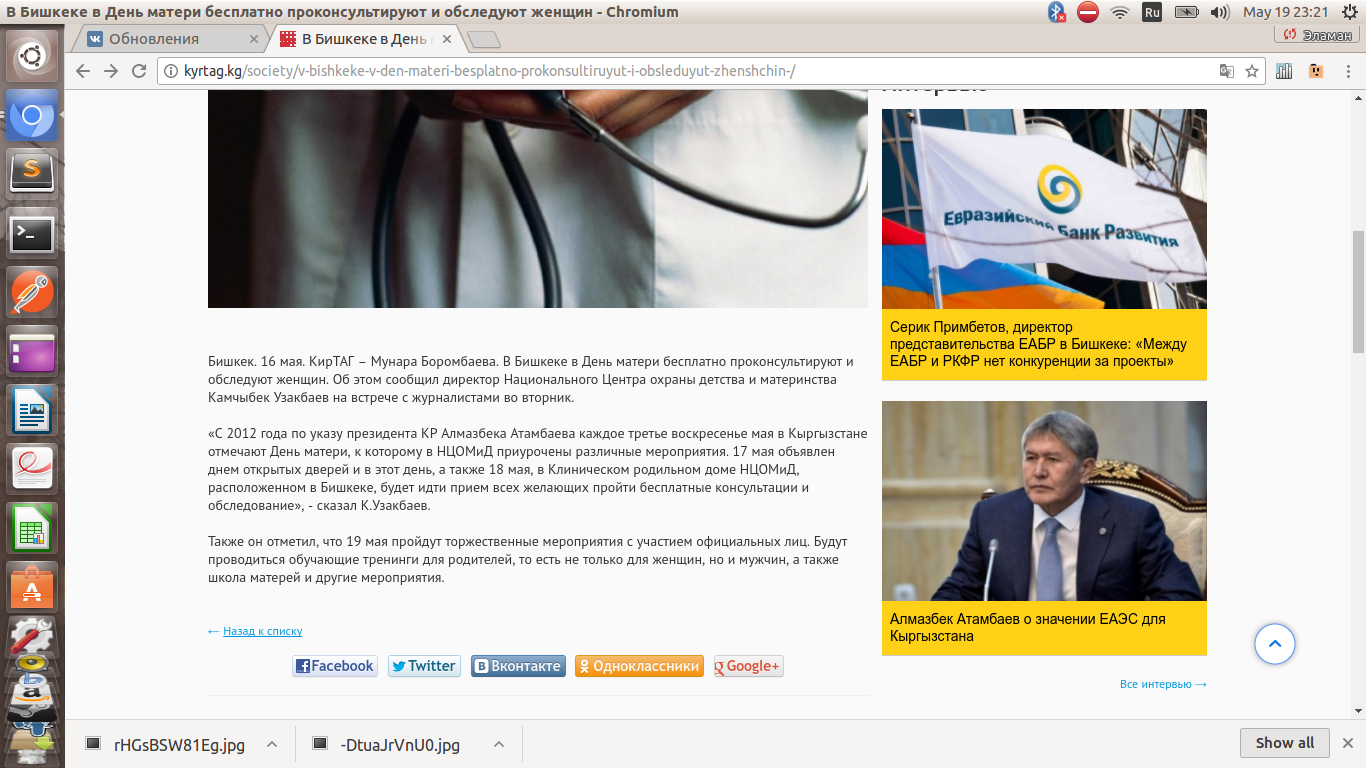 В Бишкеке в День матери бесплатно проконсультируют и обследуют женщин - Chromium
Ru
May 19 23:21
Обновления
В Бишкеке в День
Эламан
kyrtag.kg/society/v-bishkeke-v-den-materi-besplatno-prokonsultiruyut-i-obsleduyut-zhenshchin-/
Интервью
Евразийский Банк Развития
Серик Примбетов, директор
представительства ЕАБР в Бишкеке: «Между
ЕАБР и РКФР нет конкуренции за проекты»
Бишкек. 16 мая. КирТАГ – Мунара Боромбаева. В Бишкеке в День матери бесплатно проконсультируют и
обследуют женщин. Об этом сообщил директор Национального Центра охраны детства и материнства
Камчыбек Узакбаев на встрече с журналистами во вторник.
«С 2012 года по указу президента КР Алмазбека Атамбаева каждое третье воскресенье мая в Кыргызстане
отмечают День матери, к которому в НЦОМиД приурочены различные мероприятия. 17 мая объявлен
днем открытых дверей и в этот день, а также 18 мая, в Клиническом родильном доме НЦОМиД,
расположенном в Бишкеке, будет идти прием всех желающих пройти бесплатные консультации и
обследование», - сказал К.Узакбаев.
Также он отметил, что 19 мая пройдут торжественные мероприятия с участием официальных лиц. Будут
проводиться обучающие тренинги для родителей, то есть не только для женщин, но и мужчин, а также
школа матерей и другие мероприятия.
Алмазбек Атамбаев о значении ЕАЭС для
Кыргызстана
← Назад к списку
Facebook Twitter Вконтакте Одноклассники Google+
Все интервью →
rHGsBSW81Eg.jpg
-DtuaJrVnU0.jpg
Show all